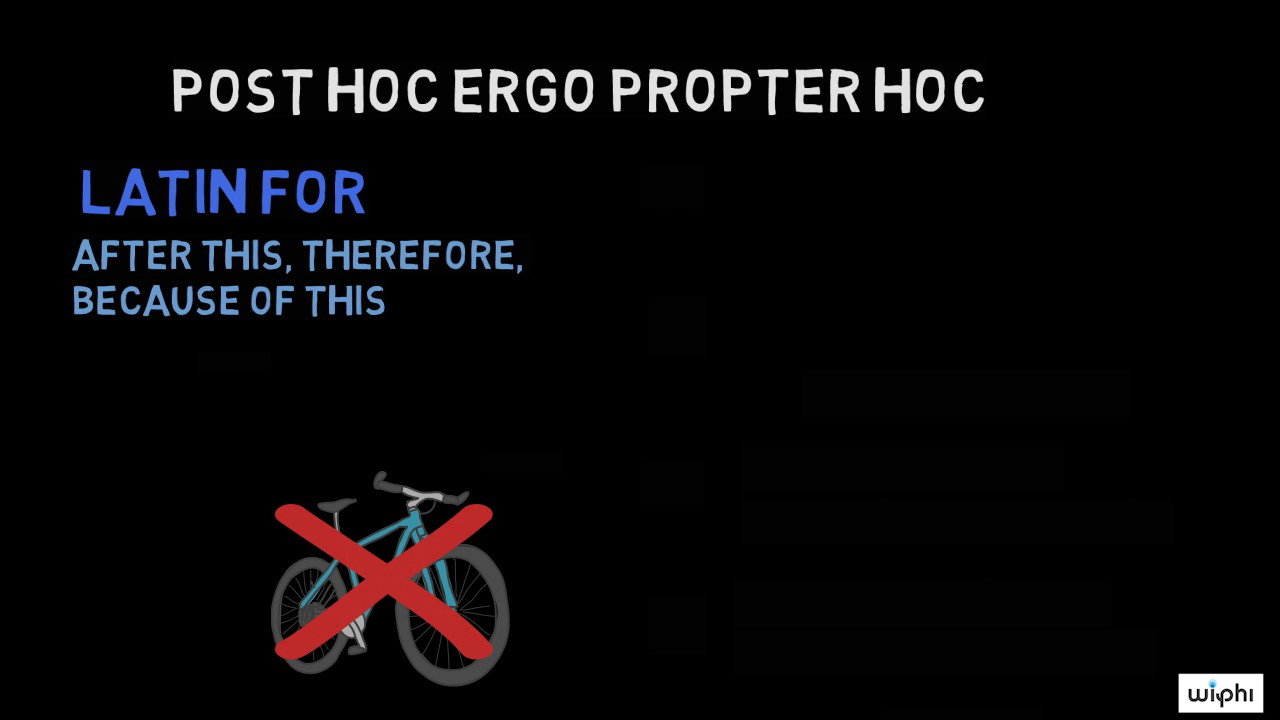 POST HOC ERGO PROPTER HOC
LATIN FOR
AFTER THIS, THEREFORE,
BECAUSE OF THIS
wiphi